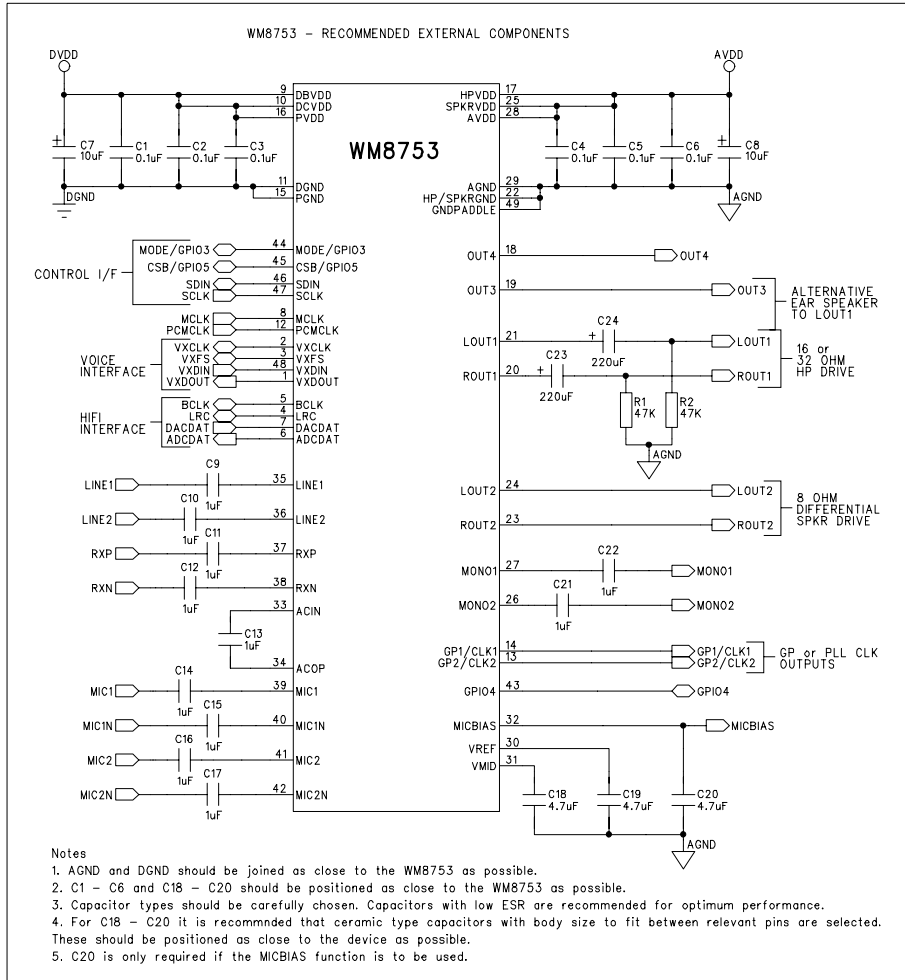 WM8753 - RECOMMENDED EXTERNAL COMPONENTS
DVDD
AVDD
9 DBVDD
10 DCVDD
16 PVDD
HPVDD 17
SPKRVDD 25
AVDD 28
WM8753
+ C7 10uF
C1 0.1uF
C2 0.1uF
C3 0.1uF
C4 0.1uF
C5 0.1uF
C6 0.1uF
+ C8 10uF
DGND
11 DGND
15 PGND
AGND 29
HP/SPKRGND 22
GNDPADDLE 49
AGND
CONTROL I/F
MODE/GPIO3 44 MODE/GPIO3
CSB/GPIO5 45 CSB/GPIO5
SDIN 46 SDIN
SCLK 47 SCLK
MCLK 8 MCLK
PCMCLK 12 PCMCLK
VOICE
INTERFACE
VXCLK 2 VXCLK
VXFS 3 VXFS
VXDIN 48 VXDIN
VXDOUT 1 VXDOUT
HIFI
INTERFACE
BCLK 5 BCLK
LRC 4 LRC
DACDAT 7 DACDAT
ADCDAT 6 ADCDAT
LINE1 C9 1uF 35 LINE1
LINE2 C10 1uF 36 LINE2
RXP C11 1uF 37 RXP
RXN C12 1uF 38 RXN
33 ACIN
C13 1uF
34 ACOP
MIC1 C14 1uF 39 MIC1
MIC1N C15 1uF 40 MIC1N
MIC2 C16 1uF 41 MIC2
MIC2N C17 1uF 42 MIC2N
OUT4 18 OUT4
OUT3 19 OUT3
ALTERNATIVE
EAR SPEAKER
TO LOUT1
LOUT1 21 + C24 220uF LOUT1
ROUT1 20 + C23 220uF ROUT1
16 or
32 OHM
HP DRIVE
R1 47K
R2 47K
AGND
LOUT2 24 LOUT2
ROUT2 23 ROUT2
8 OHM
DIFFERENTIAL
SPKR DRIVE
MONO1 27 C22 1uF MONO1
MONO2 26 C21 1uF MONO2
GP1/CLK1 14 GP1/CLK1
GP2/CLK2 13 GP2/CLK2
GP or PLL CLK
OUTPUTS
GPIO4 43 GPIO4
MICBIAS 32 MICBIAS
VREF 30
VMID 31
C18 4.7uF
C19 4.7uF
C20 4.7uF
AGND
Notes
1. AGND and DGND should be joined as close to the WM8753 as possible.
2. C1 - C6 and C18 - C20 should be positioned as close to the WM8753 as possible.
3. Capacitor types should be carefully chosen. Capacitors with low ESR are recommended for optimum performance.
4. For C18 - C20 it is recommnded that ceramic type capacitors with body size to fit between relevant pins are selected.
These should be positioned as close to the device as possible.
5. C20 is only required if the MICBIAS function is to be used.